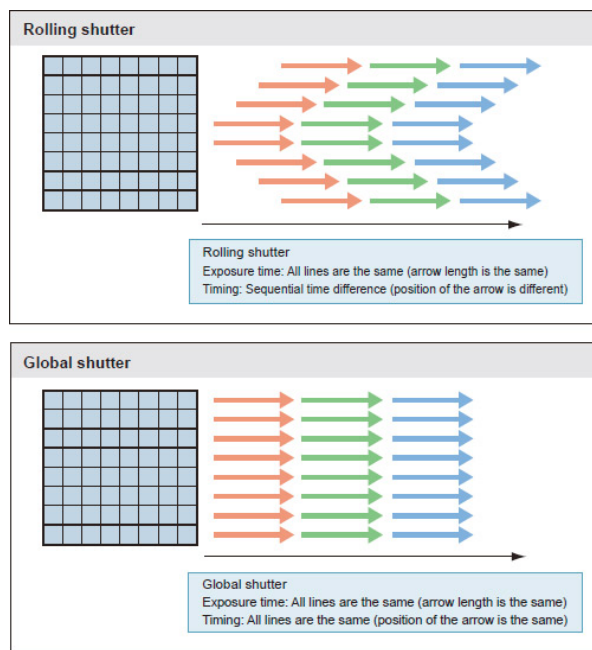 Rolling shutter
Rolling shutter
Exposure time: All lines are the same (arrow length is the same)
Timing: Sequential time difference (position of the arrow is different)
Global shutter
Global shutter
Exposure time: All lines are the same (arrow length is the same)
Timing: All lines are the same (position of the arrow is the same)